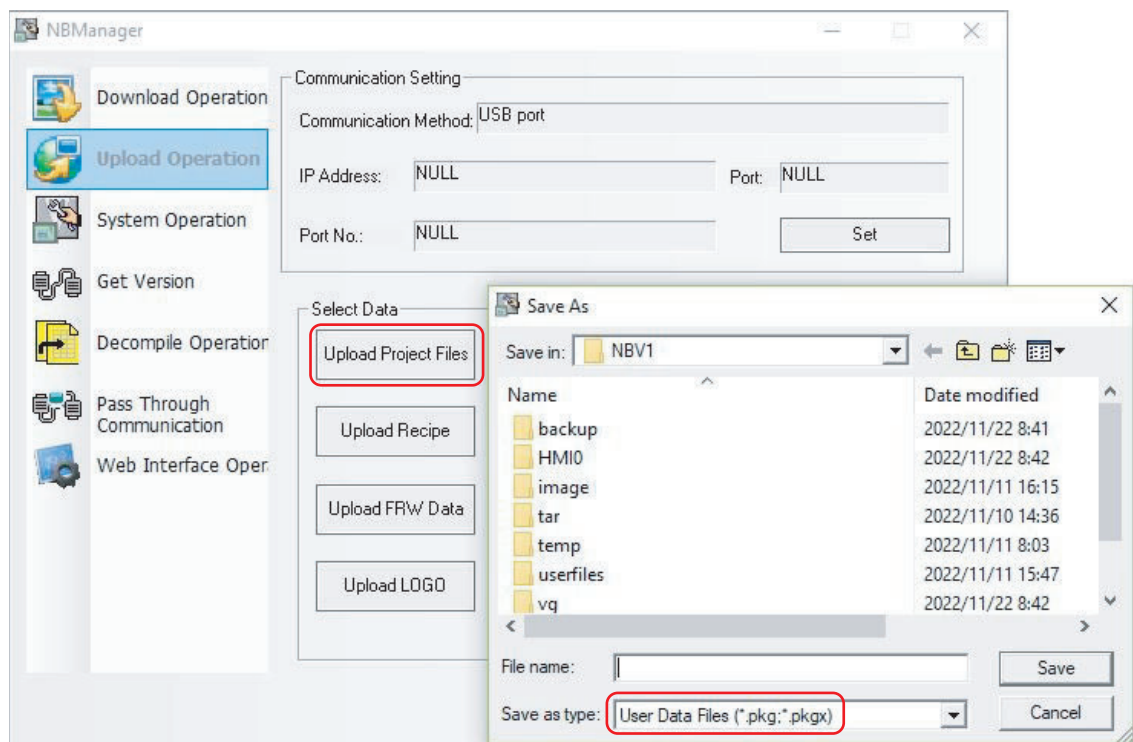 NBManager
Download Operation
Upload Operation
System Operation
Get Version
Decompile Operation
Pass Through
Communication
Web Interface Oper
Communication Setting
Communication Method: USB port
IP Address: NULL
Port: NULL
Port No.: NULL
Set
Select Data
Upload Project Files
Upload Recipe
Upload FRW Data
Upload LOGO
Save As
Save in: NBV1
Name Date modified
backup 2022/11/22 8:41
HMI0 2022/11/22 8:42
image 2022/11/11 16:15
tar 2022/11/10 14:36
temp 2022/11/11 8:03
userfiles 2022/11/11 15:47
vg 2022/11/22 8:42
File name:
Save
Save as type: User Data Files (*.pkg;*.pkgx)
Cancel